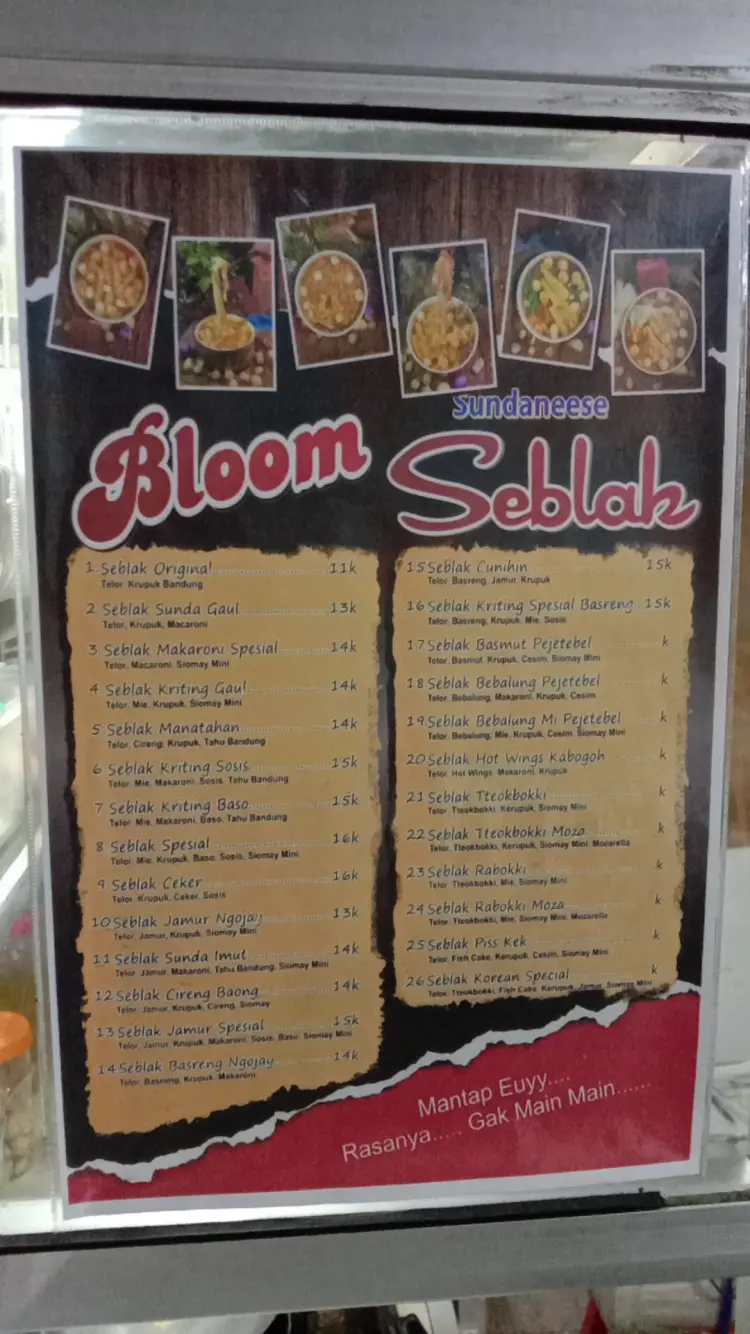 Sundaneese
Bloom Seblak
1 Seblak Original 11k
Telor, Krupuk Bandung
2 Seblak Sunda Gaul 13k
Telor, Krupuk, Macaroni
3 Seblak Makaroni Spesial 14k
Telor, Macaroni, Siomay Mini
4 Seblak Kriting Gaul 14k
Telor, Mie, Krupuk, Siomay Mini
5 Seblak Manatahan 14k
Telor, Cireng, Krupuk, Tahu Bandung
6 Seblak Kriting Sosis 15k
Telor, Mie, Makaroni, Sosis, Tahu Bandung
7 Seblak Kriting Baso 15k
Telor, Mie, Makaroni, Baso, Tahu Bandung
8 Seblak Spesial 16k
Telor, Mie, Krupuk, Baso, Sosis, Siomay Mini
9 Seblak Ceker 16k
Telor, Krupuk, Ceker, Sosis
10 Seblak Jamur Ngojay 13k
Telor, Jamur, Krupuk, Siomay Mini
11 Seblak Sunda Imut 14k
Telor, Jamur, Makaroni, Tahu Bandung, Siomay Mini
12 Seblak Cireng Baong 14k
Telor, Jamur, Krupuk, Cireng, Siomay
13 Seblak Jamur Spesial 15k
Telor, Jamur, Krupuk, Makaroni, Sosis, Baso, Siomay Mini
14 Seblak Basreng Ngojay 14k
Telor, Basreng, Krupuk, Makaroni
15 Seblak Cunihin 15k
Telor, Basreng, Jamur, Krupuk
16 Seblak Kriting Spesial Basreng 15k
Telor, Basreng, Krupuk, Mie, Sosis
17 Seblak Basmut Pejetebel k
Telor, Basmut, Krupuk, Cesim, Siomay Mini
18 Seblak Bebalung Pejetebel k
Telor, Bebalung, Makaroni, Krupuk, Cesim
19 Seblak Bebalung Mi Pejetebel k
Telor, Bebalung, Mie, Krupuk, Cesim, Siomay Mini
20 Seblak Hot Wings Kabogoh k
Telor, Hot Wings, Makaroni, Krupuk
21 Seblak Tteokbokki k
Telor, Tteokbokki, Kerupuk, Siomay Mini
22 Seblak Tteokbokki Moza k
Telor, Tteokbokki, Kerupuk, Siomay Mini, Mozarella
23 Seblak Rabokki k
Telor, Tteokbokki, Mie, Siomay Mini
24 Seblak Rabokki Moza k
Telor, Tteokbokki, Mie, Siomay Mini, Mozarella
25 Seblak Piss Kek k
Telor, Fish Cake, Kerupuk, Cesim, Siomay Mini
26 Seblak Korean Special k
Telor, Tteokbokki, Fish Cake, Kerupuk, Jamur, Siomay Mini
Mantap Euyy....
Rasanya..... Gak Main Main......